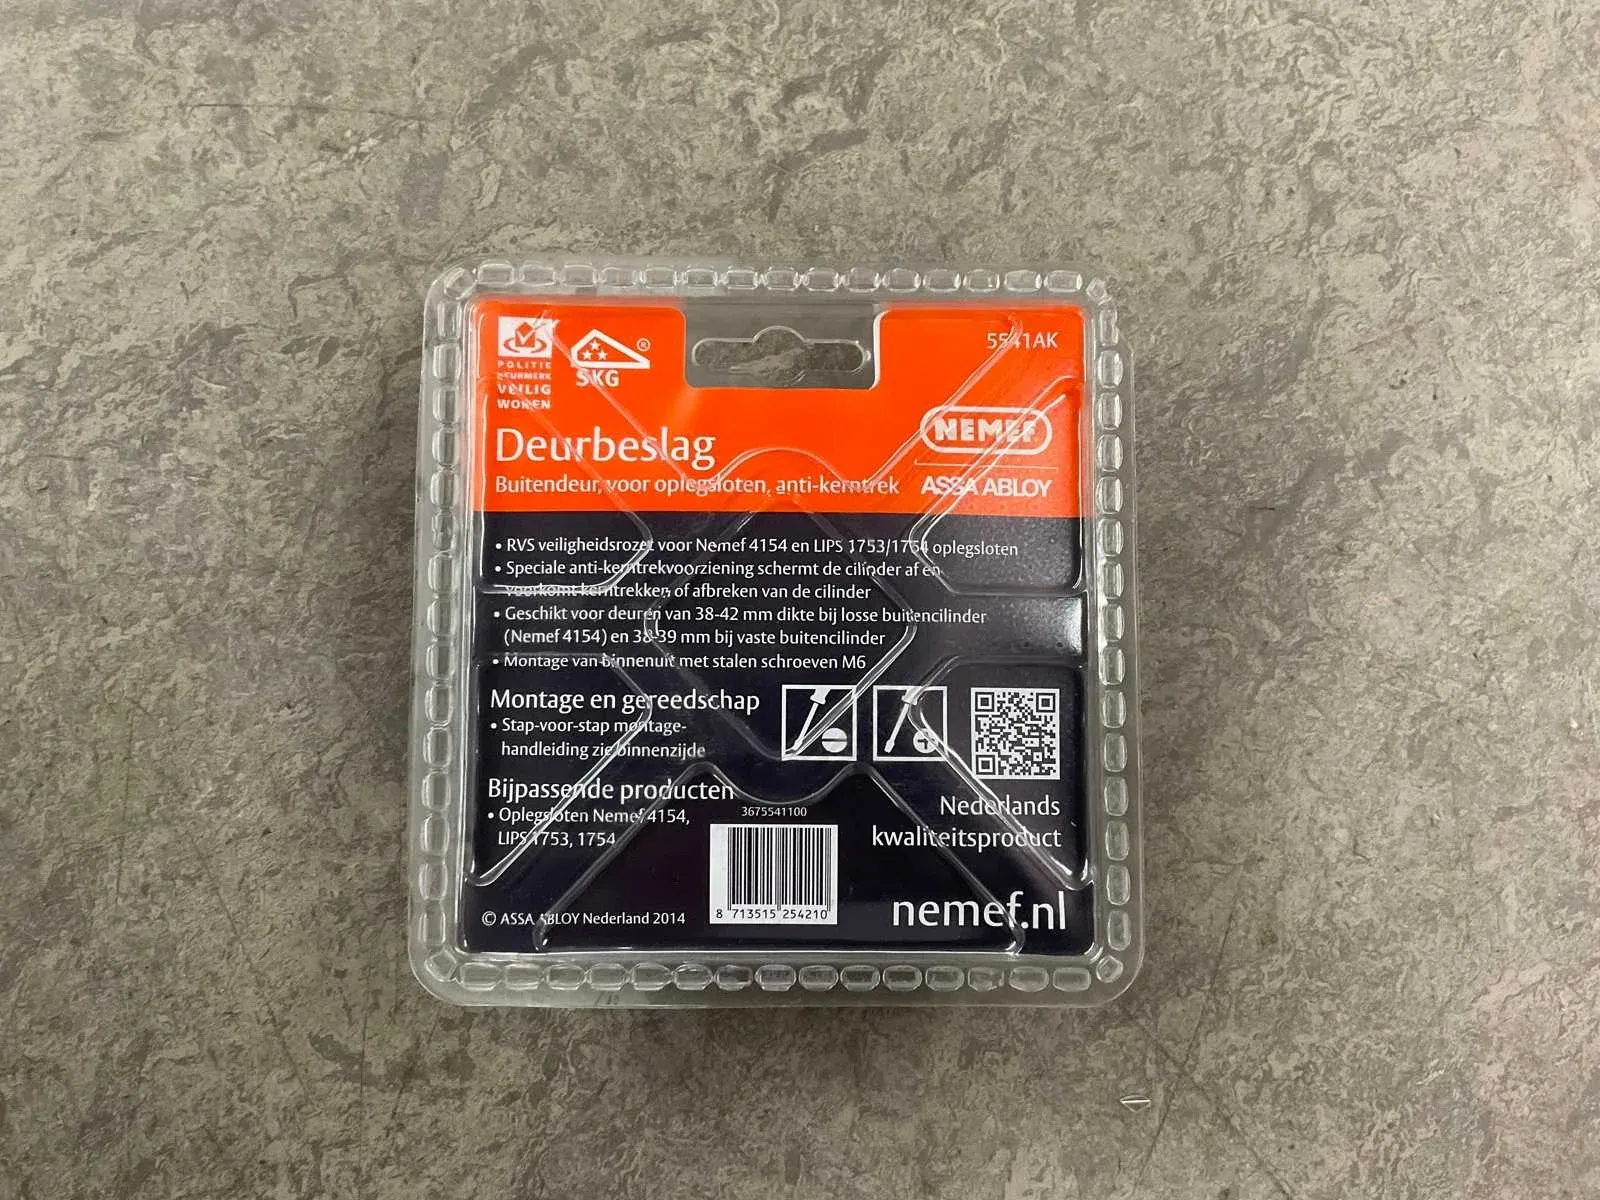 POLITIE
KEURMERK
VEILIG
WONEN
SKG
®
5541AK
NEMEF
ASSA ABLOY
Deurbeslag
Buitendeur, voor oplegsloten, anti-kerntrek
• RVS veiligheidsrozet voor Nemef 4154 en LIPS 1753/1754 oplegsloten
• Speciale anti-kerntrekvoorziening schermt de cilinder af en
voorkomt kerntrekken of afbreken van de cilinder
• Geschikt voor deuren van 38-42 mm dikte bij losse buitencilinder
(Nemef 4154) en 38-39 mm bij vaste buitencilinder
• Montage van binnenuit met stalen schroeven M6
Montage en gereedschap
• Stap-voor-stap montage-
handleiding zie binnenzijde
Bijpassende producten
• Oplegsloten Nemef 4154,
LIPS 1753, 1754
3675541100
8 713515 254210
Nederlands
kwaliteitsproduct
© ASSA ABLOY Nederland 2014
nemef.nl